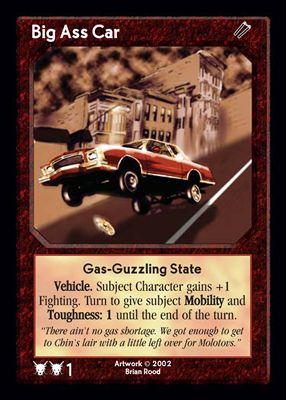 Big Ass Car
Gas-Guzzling State
Vehicle. Subject Character gains +1
Fighting. Turn to give subject Mobility and
Toughness: 1 until the end of the turn.
"There ain't no gas shortage. We got enough to get
to Chin's lair with a little left over for Molotovs."
1
Artwork © 2002
Brian Rood